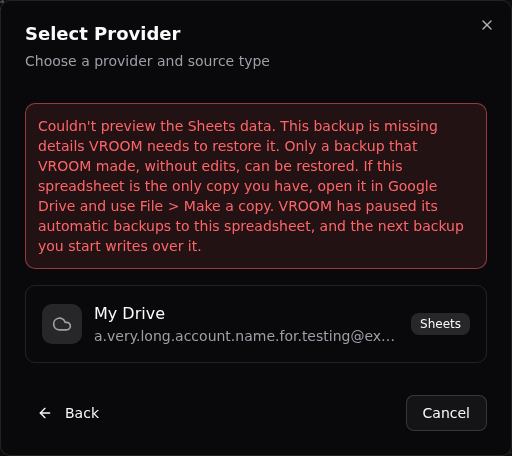 Select Provider
Choose a provider and source type
Couldn't preview the Sheets data. This backup is missing
details VROOM needs to restore it. Only a backup that
VROOM made, without edits, can be restored. If this
spreadsheet is the only copy you have, open it in Google
Drive and use File > Make a copy. VROOM has paused its
automatic backups to this spreadsheet, and the next backup
you start writes over it.
My Drive
a.very.long.account.name.for.testing@ex...
Sheets
Back
Cancel